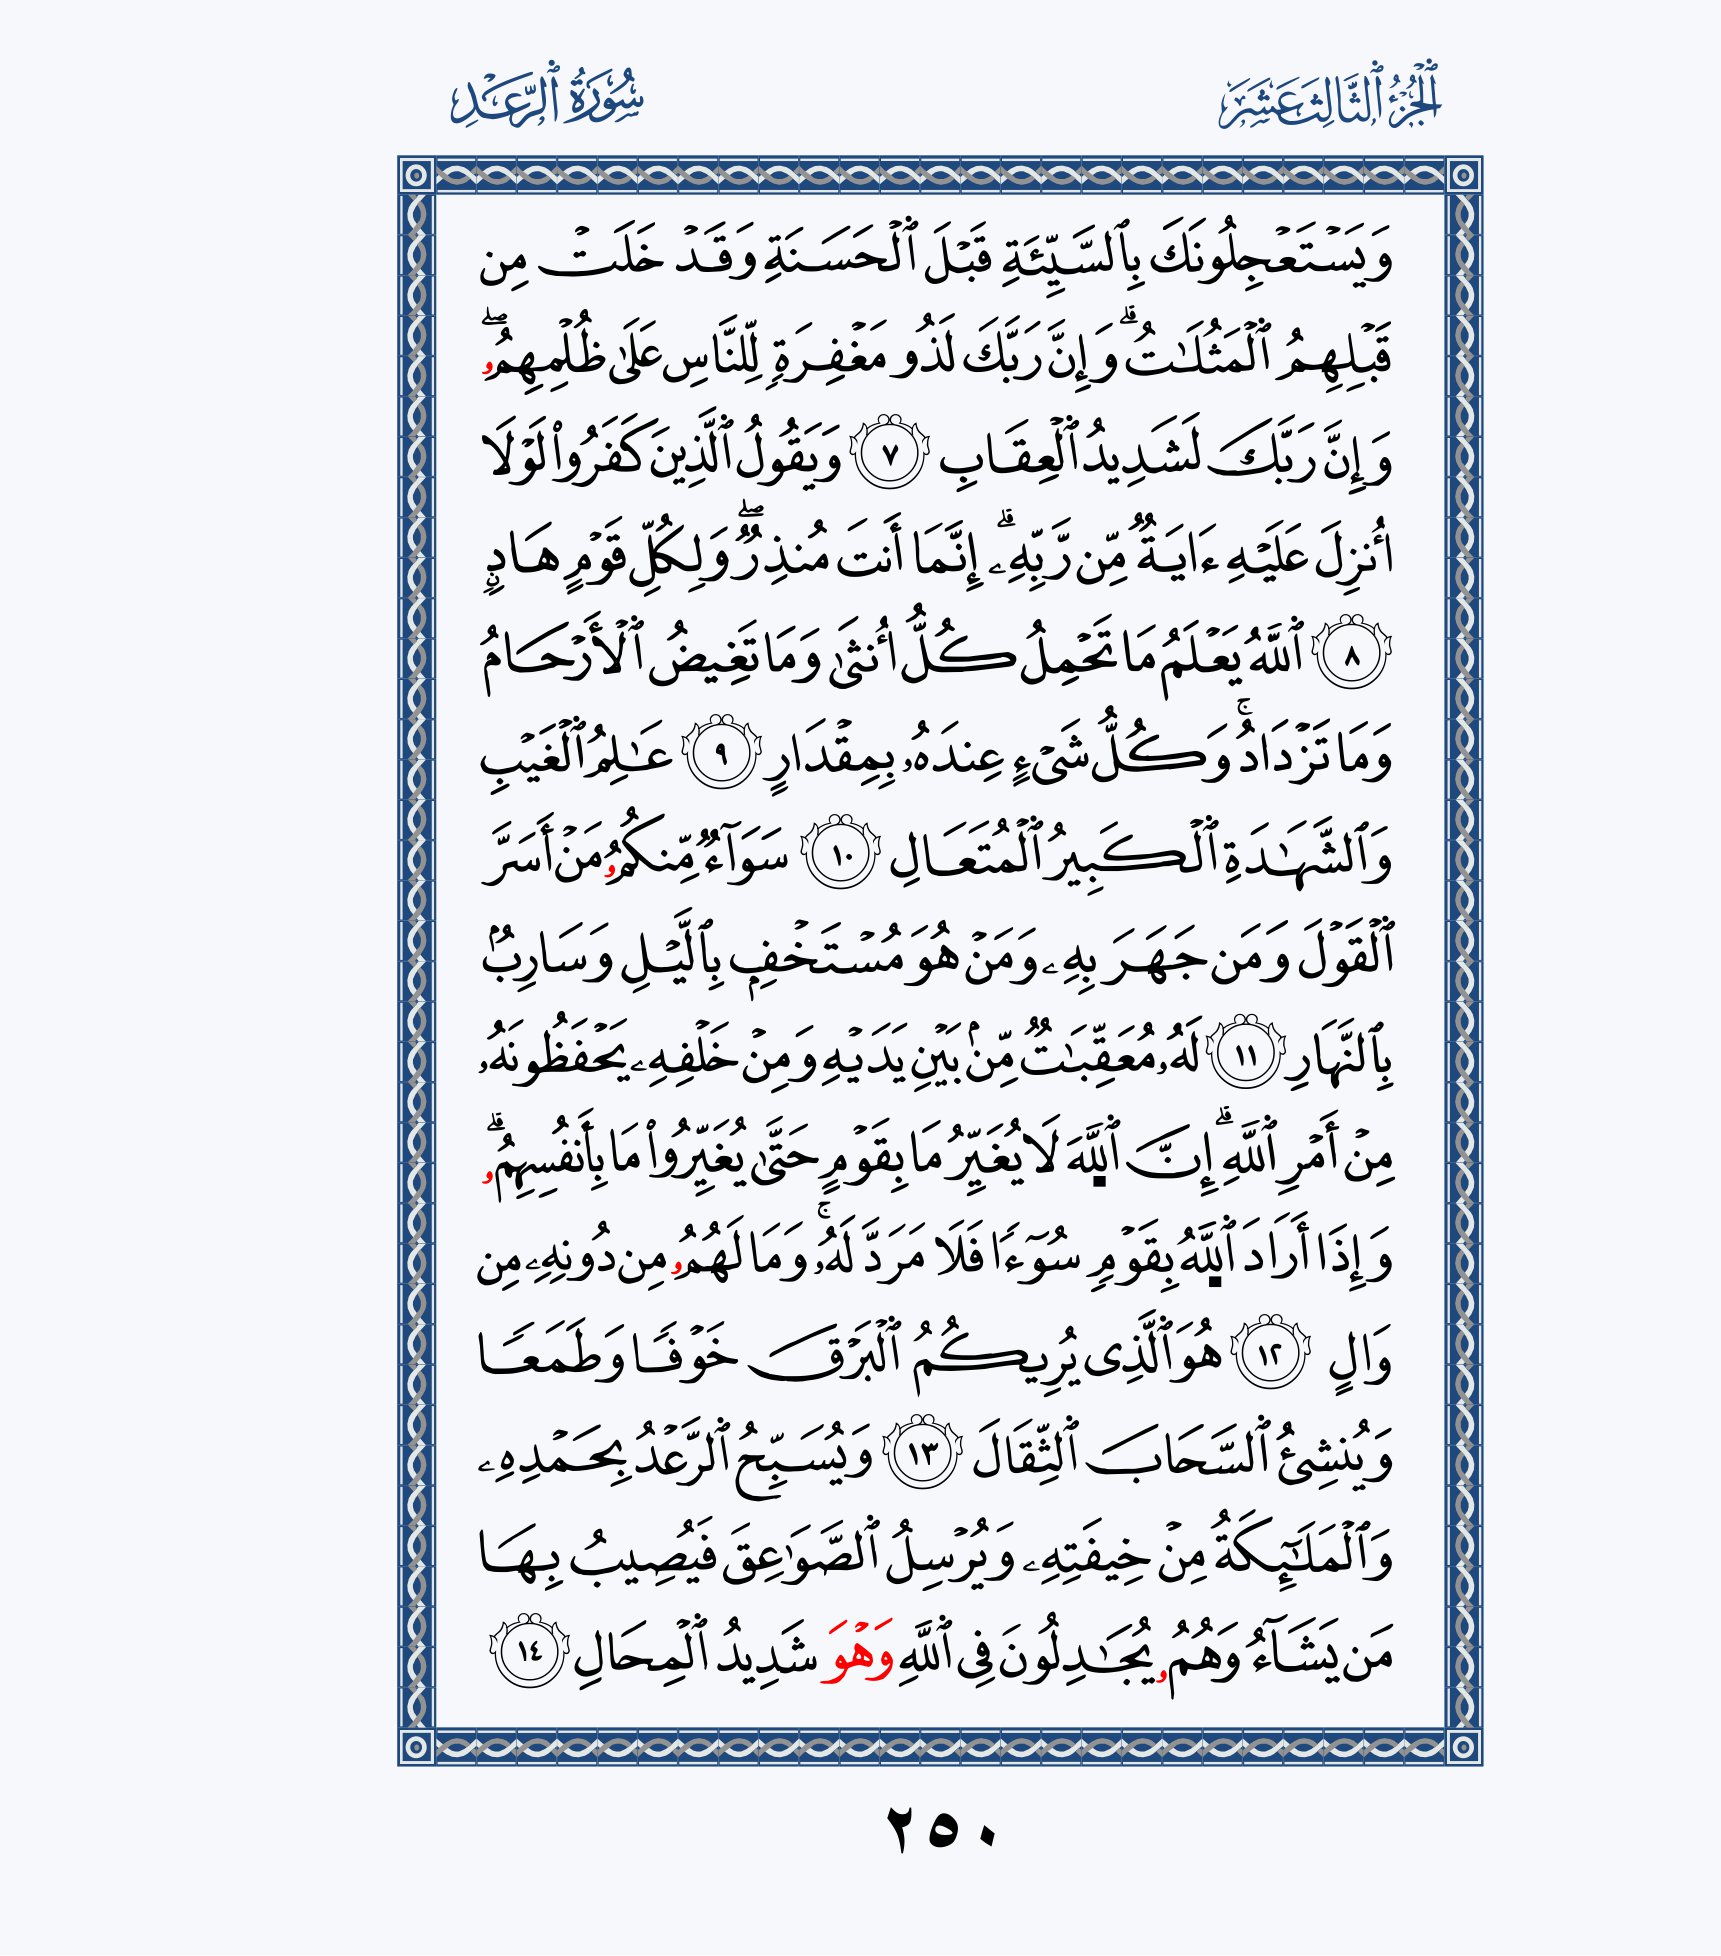 ٱلْجُزْءُ ٱلثَّالِثَ عَشَرَ
سُورَةُ ٱلرَّعْدِ
وَيَسْتَعْجِلُونَكَ بِٱلسَّيِّئَةِ قَبْلَ ٱلْحَسَنَةِ وَقَدْ خَلَتْ مِن
قَبْلِهِمُ ٱلْمَثُلَٰتُ ۗ وَإِنَّ رَبَّكَ لَذُو مَغْفِرَةٍ لِّلنَّاسِ عَلَىٰ ظُلْمِهِمُۥ ۖ
وَإِنَّ رَبَّكَ لَشَدِيدُ ٱلْعِقَابِ ٧ وَيَقُولُ ٱلَّذِينَ كَفَرُواْ لَوْلَا
أُنزِلَ عَلَيْهِ ءَايَةٌ مِّن رَّبِّهِۦ ۗ إِنَّمَا أَنتَ مُنذِرٌ ۖ وَلِكُلِّ قَوْمٍ هَادٍ
٨ ٱللَّهُ يَعْلَمُ مَا تَحْمِلُ كُلُّ أُنثَىٰ وَمَا تَغِيضُ ٱلْأَرْحَامُ
وَمَا تَزْدَادُ ۚ وَكُلُّ شَىْءٍ عِندَهُۥ بِمِقْدَارٍ ٩ عَٰلِمُ ٱلْغَيْبِ
وَٱلشَّهَٰدَةِ ٱلْكَبِيرُ ٱلْمُتَعَالِ ١٠ سَوَآءٌ مِّنكُمُۥ مَنْ أَسَرَّ
ٱلْقَوْلَ وَمَن جَهَرَ بِهِۦ وَمَنْ هُوَ مُسْتَخْفٍۭ بِٱلَّيْلِ وَسَارِبٌۢ
بِٱلنَّهَارِ ١١ لَهُۥ مُعَقِّبَٰتٌ مِّنۢ بَيْنِ يَدَيْهِ وَمِنْ خَلْفِهِۦ يَحْفَظُونَهُۥ
مِنْ أَمْرِ ٱللَّهِ ۗ إِنَّ ٱللَّهَ لَا يُغَيِّرُ مَا بِقَوْمٍ حَتَّىٰ يُغَيِّرُواْ مَا بِأَنفُسِهِمُۥ ۗ
وَإِذَا أَرَادَ ٱللَّهُ بِقَوْمٍ سُوٓءًا فَلَا مَرَدَّ لَهُۥ ۚ وَمَا لَهُمُۥ مِن دُونِهِۦ مِن
وَالٍ ١٢ هُوَ ٱلَّذِى يُرِيكُمُ ٱلْبَرْقَ خَوْفًا وَطَمَعًا
وَيُنشِئُ ٱلسَّحَابَ ٱلثِّقَالَ ١٣ وَيُسَبِّحُ ٱلرَّعْدُ بِحَمْدِهِۦ
وَٱلْمَلَٰٓئِكَةُ مِنْ خِيفَتِهِۦ وَيُرْسِلُ ٱلصَّوَٰعِقَ فَيُصِيبُ بِهَا
مَن يَشَآءُ وَهُمُۥ يُجَٰدِلُونَ فِى ٱللَّهِ وَهْوَ شَدِيدُ ٱلْمِحَالِ ١٤
٢٥٠